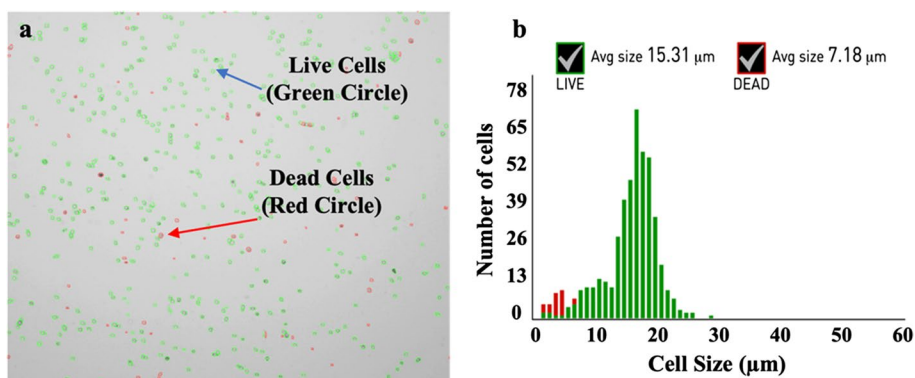 a
Live Cells
(Green Circle)
Dead Cells
(Red Circle)
b
Avg size 15.31 μm
LIVE
Avg size 7.18 μm
DEAD
Number of cells
78
65
52
39
26
13
0
0 10 20 30 40 50 60
Cell Size (μm)